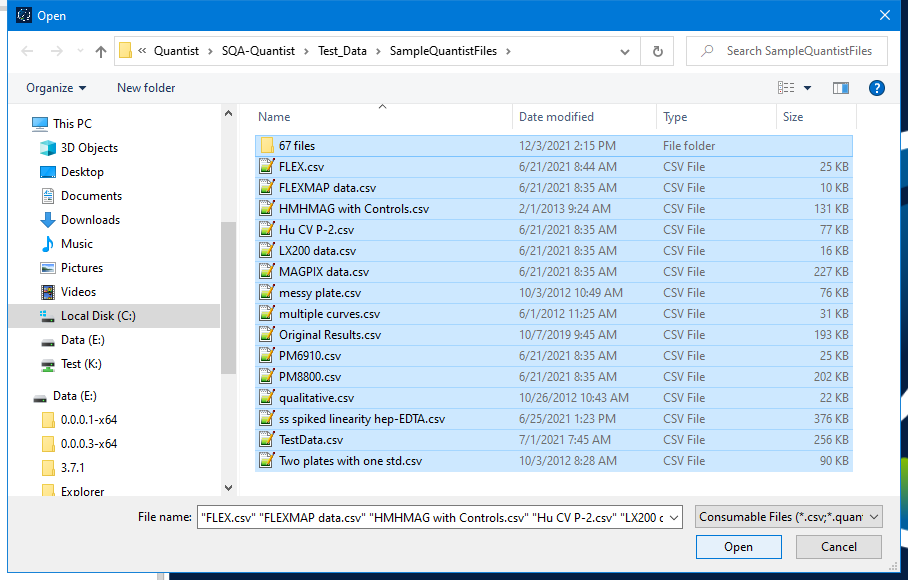 Open
« Quantist > SQA-Quantist > Test_Data > SampleQuantistFiles >
Search SampleQuantistFiles
Organize
New folder
?
This PC
3D Objects
Desktop
Documents
Downloads
Music
Pictures
Videos
Local Disk (C:)
Data (E:)
Test (K:)
Data (E:)
0.0.0.1-x64
0.0.0.3-x64
3.7.1
Explorer
Name Date modified Type Size
67 files 12/3/2021 2:15 PM File folder
FLEX.csv 6/21/2021 8:44 AM CSV File 25 KB
FLEXMAP data.csv 6/21/2021 8:35 AM CSV File 10 KB
HMHMAG with Controls.csv 2/1/2013 9:24 AM CSV File 131 KB
Hu CV P-2.csv 6/21/2021 8:35 AM CSV File 77 KB
LX200 data.csv 6/21/2021 8:35 AM CSV File 16 KB
MAGPIX data.csv 6/21/2021 8:35 AM CSV File 227 KB
messy plate.csv 10/3/2012 10:49 AM CSV File 76 KB
multiple curves.csv 6/1/2012 11:25 AM CSV File 31 KB
Original Results.csv 10/7/2019 9:45 AM CSV File 193 KB
PM6910.csv 6/21/2021 8:35 AM CSV File 25 KB
PM8800.csv 6/21/2021 8:35 AM CSV File 202 KB
qualitative.csv 10/26/2012 10:43 AM CSV File 22 KB
ss spiked linearity hep-EDTA.csv 6/25/2021 1:23 PM CSV File 376 KB
TestData.csv 7/1/2021 7:45 AM CSV File 256 KB
Two plates with one std.csv 10/3/2012 8:28 AM CSV File 90 KB
File name: "FLEX.csv" "FLEXMAP data.csv" "HMHMAG with Controls.csv" "Hu CV P-2.csv" "LX200 d
Consumable Files (*.csv;*.quan
Open
Cancel